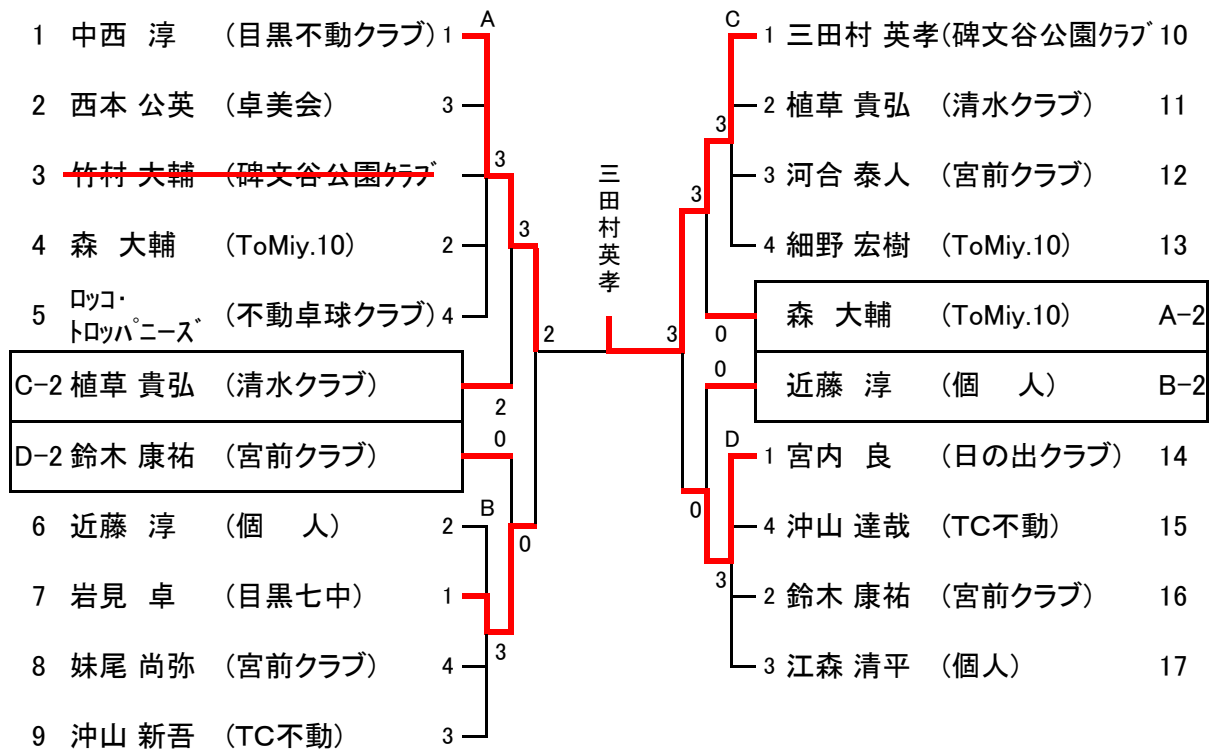 A
1 中西 淳 (目黒不動クラブ) 1
2 西本 公英 (卓美会) 3
3 竹村 大輔 (碑文谷公園ｸﾗﾌﾞ
4 森 大輔 (ToMiy.10) 2
5 ロッコ・
トロッパニーズ (不動卓球クラブ) 4
C-2 植草 貴弘 (清水クラブ)
D-2 鈴木 康祐 (宮前クラブ)
B
6 近藤 淳 (個 人) 2
7 岩見 卓 (目黒七中) 1
8 妹尾 尚弥 (宮前クラブ) 4
9 沖山 新吾 (TC不動) 3
3
3
2
2
0
0
3
三田村英孝
C
1 三田村 英孝(碑文谷公園ｸﾗﾌﾞ 10
2 植草 貴弘 (清水クラブ) 11
3 河合 泰人 (宮前クラブ) 12
4 細野 宏樹 (ToMiy.10) 13
森 大輔 (ToMiy.10) A-2
近藤 淳 (個 人) B-2
D
1 宮内 良 (日の出クラブ) 14
4 沖山 達哉 (TC不動) 15
2 鈴木 康祐 (宮前クラブ) 16
3 江森 清平 (個人) 17
3
3
3
0
0
0
3